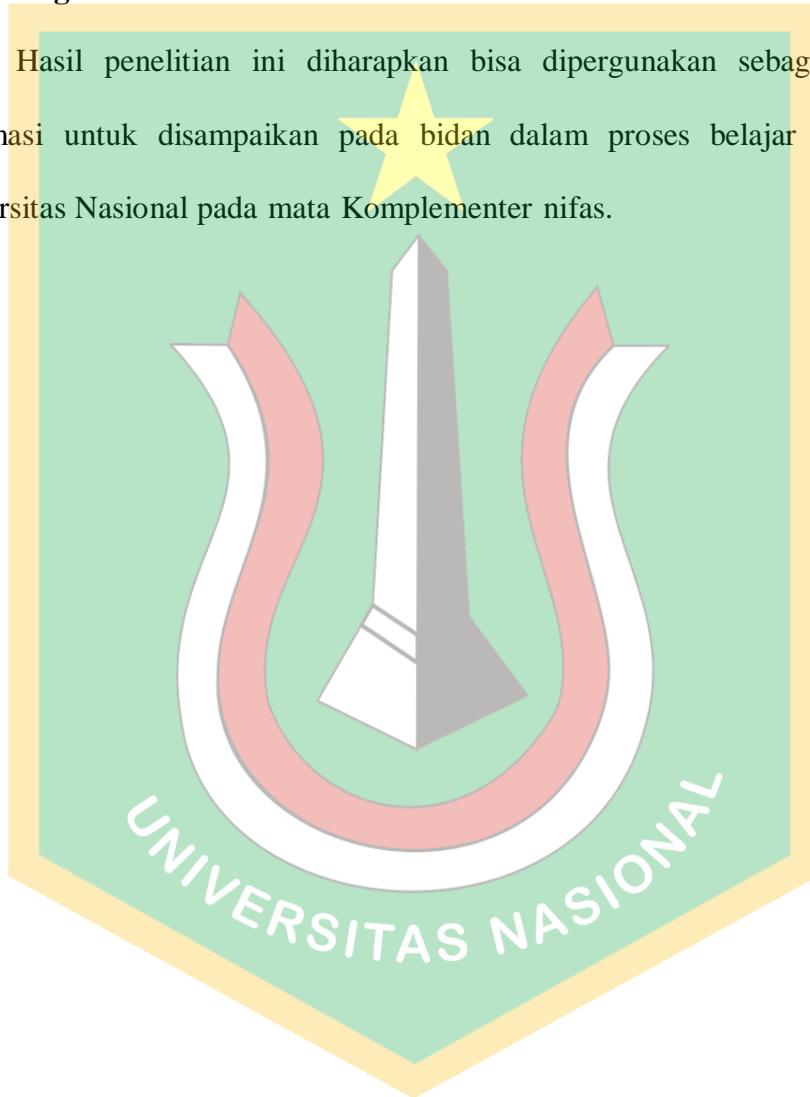 Hasil penelitian ini diharapkan bisa dipergunakan sebag
nasi untuk disampaikan pada bidan dalam proses belajar
rsitas Nasional pada mata Komplementer nifas.
UNIVERSITAS NASIONAL